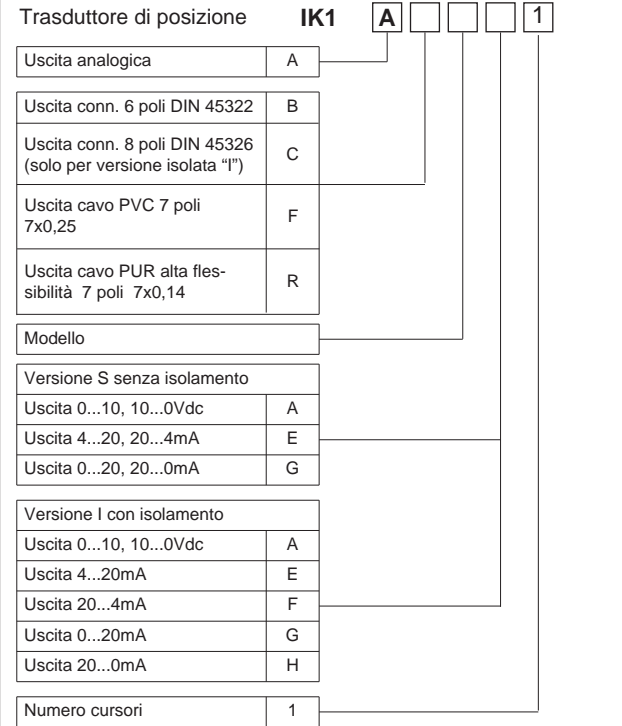 Trasduttore di posizione IK1 A 1
Uscita analogica A
Uscita conn. 6 poli DIN 45322 B
Uscita conn. 8 poli DIN 45326
(solo per versione isolata “I”) C
Uscita cavo PVC 7 poli
7x0,25 F
Uscita cavo PUR alta fles-
sibilità 7 poli 7x0,14 R
Modello
Versione S senza isolamento
Uscita 0...10, 10...0Vdc A
Uscita 4...20, 20...4mA E
Uscita 0...20, 20...0mA G
Versione I con isolamento
Uscita 0...10, 10...0Vdc A
Uscita 4...20mA E
Uscita 20...4mA F
Uscita 0...20mA G
Uscita 20...0mA H
Numero cursori 1